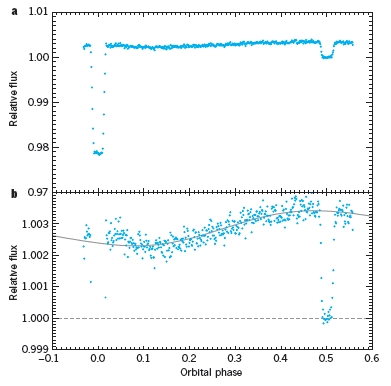 a
1.01
1.00
0.99
0.98
0.97
Relative flux
b
1.003
1.002
1.001
1.000
0.999
Relative flux
-0.1 0.0 0.1 0.2 0.3 0.4 0.5 0.6
Orbital phase